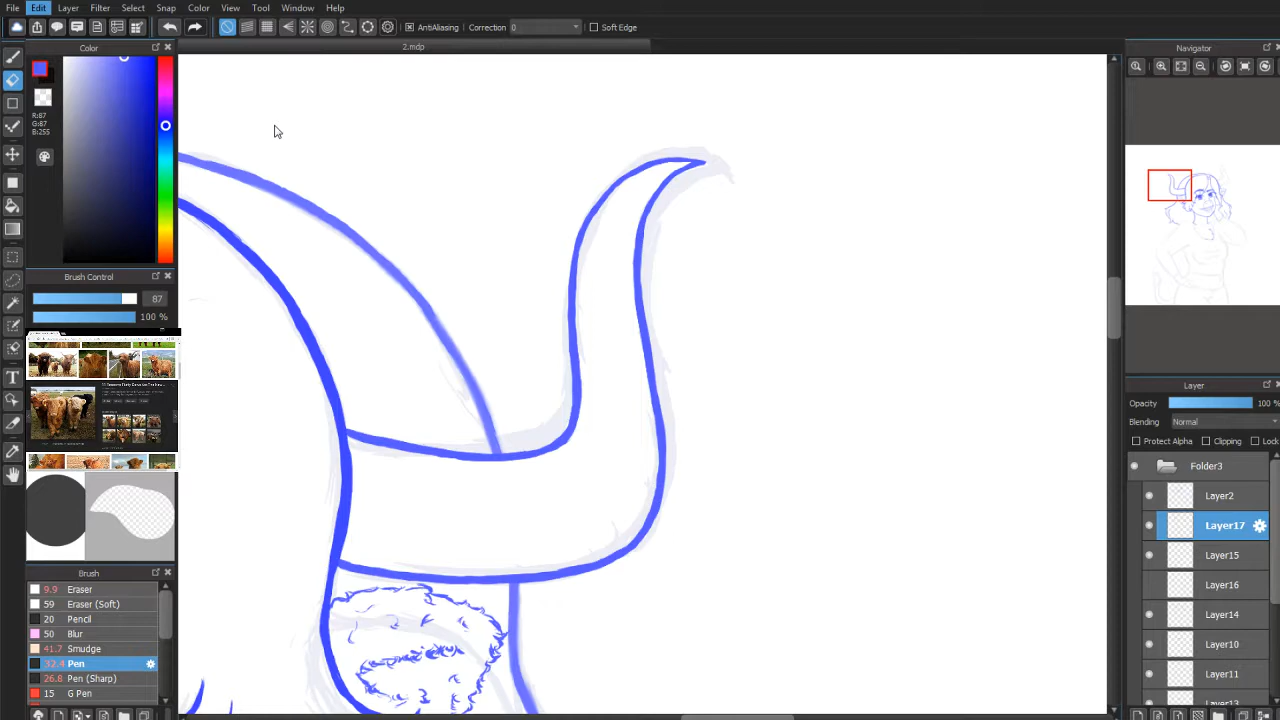 File Edit Layer Filter Select Snap Color View Tool Window Help
AntiAliasing Correction 0 Soft Edge
2.mdp
Color
R:87
G:87
B:255
Brush Control
87
100 %
Brush
9.9 Eraser
59 Eraser (Soft)
20 Pencil
50 Blur
41.7 Smudge
32.4 Pen
26.8 Pen (Sharp)
15 G Pen
Navigator
Layer
Opacity 100 %
Blending Normal
Protect Alpha Clipping Lock
Folder3
Layer2
Layer17
Layer15
Layer16
Layer14
Layer10
Layer11
Layer13